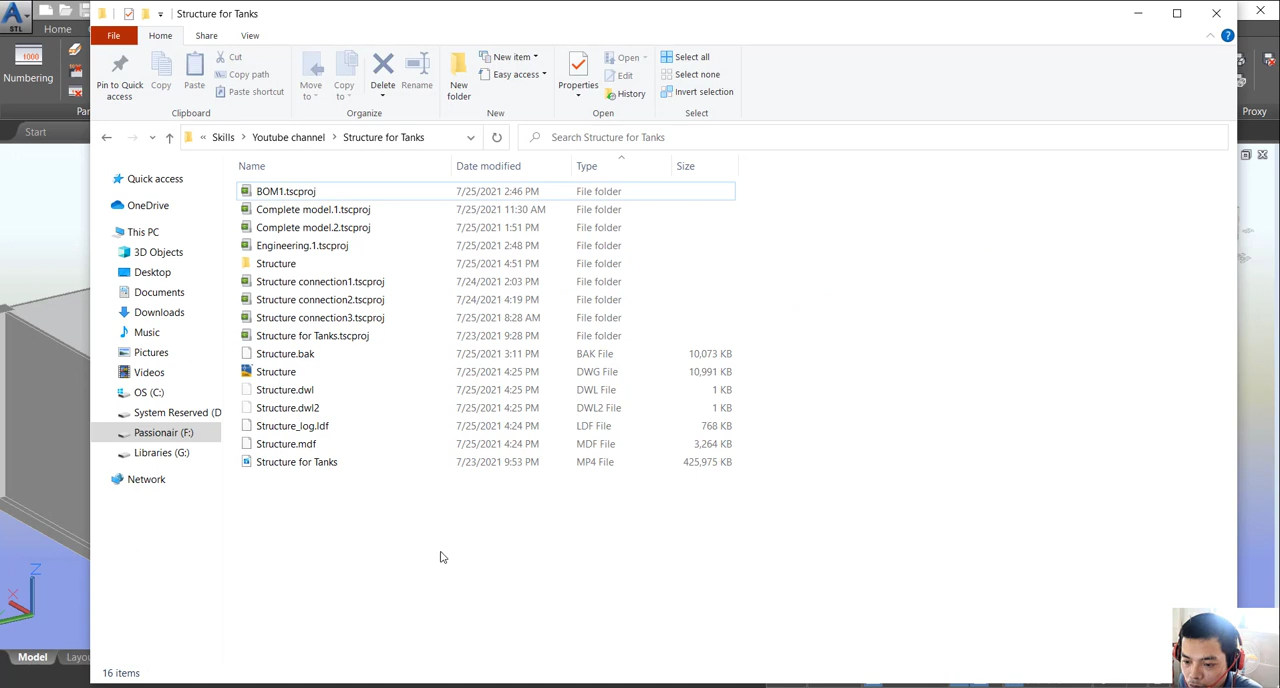 Structure for Tanks
STL
Home
File Home Share View
Numbering
1000
Pin to Quick access
Copy
Paste
Cut
Copy path
Paste shortcut
Move to
Copy to
Delete
Rename
New folder
New item
Easy access
Properties
Open
Edit
History
Select all
Select none
Invert selection
Clipboard Organize New Open Select
Par
Proxy
Start
« Skills > Youtube channel > Structure for Tanks
Search Structure for Tanks
Name Date modified Type Size
Quick access
OneDrive
This PC
3D Objects
Desktop
Documents
Downloads
Music
Pictures
Videos
OS (C:)
System Reserved (D
Passionair (F:)
Libraries (G:)
Network
BOM1.tscproj 7/25/2021 2:46 PM File folder
Complete model.1.tscproj 7/25/2021 11:30 AM File folder
Complete model.2.tscproj 7/25/2021 1:51 PM File folder
Engineering.1.tscproj 7/25/2021 2:48 PM File folder
Structure 7/25/2021 4:51 PM File folder
Structure connection1.tscproj 7/24/2021 2:03 PM File folder
Structure connection2.tscproj 7/24/2021 4:19 PM File folder
Structure connection3.tscproj 7/25/2021 8:28 AM File folder
Structure for Tanks.tscproj 7/23/2021 9:28 PM File folder
Structure.bak 7/25/2021 3:11 PM BAK File 10,073 KB
Structure 7/25/2021 4:25 PM DWG File 10,991 KB
Structure.dwl 7/25/2021 4:25 PM DWL File 1 KB
Structure.dwl2 7/25/2021 4:25 PM DWL2 File 1 KB
Structure_log.ldf 7/25/2021 4:24 PM LDF File 768 KB
Structure.mdf 7/25/2021 4:24 PM MDF File 3,264 KB
Structure for Tanks 7/23/2021 9:53 PM MP4 File 425,975 KB
Z
X
Model
Layou
16 items